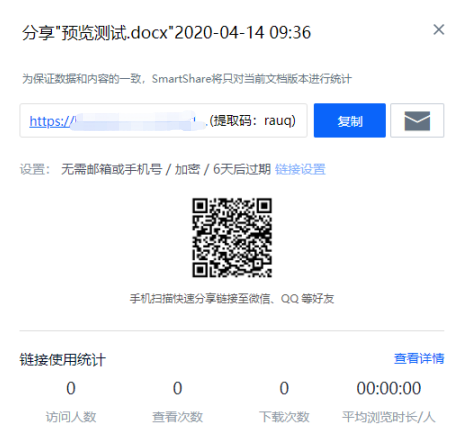 分享"预览测试.docx"2020-04-14 09:36
为保证数据和内容的一致，SmartShare将只对当前文档版本进行统计
https:/ (提取码：rauq) 复制
设置： 无需邮箱或手机号 / 加密 / 6天后过期 链接设置
手机扫描快速分享链接至微信、QQ 等好友
链接使用统计 查看详情
0 0 0 00:00:00
访问人数 查看次数 下载次数 平均浏览时长/人